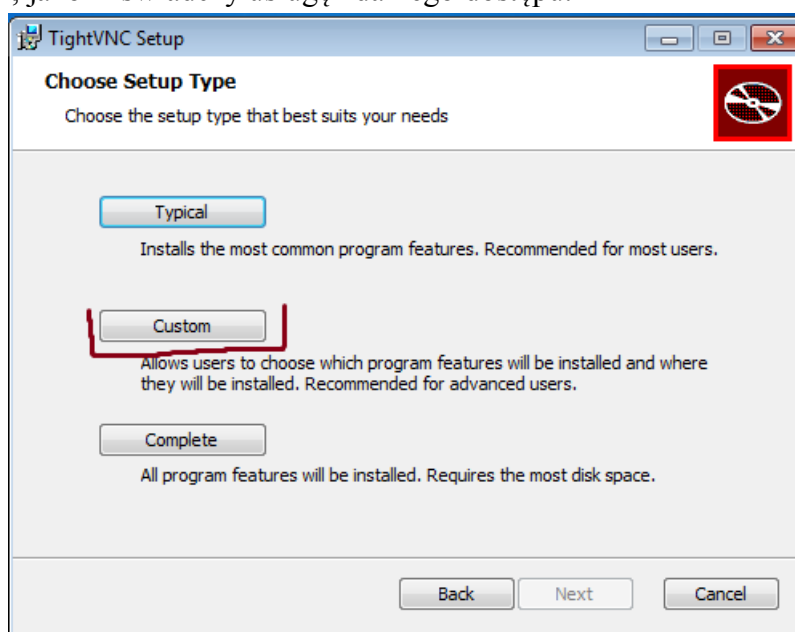 TightVNC Setup
Choose Setup Type
Choose the setup type that best suits your needs
Typical
Installs the most common program features. Recommended for most users.
Custom
Allows users to choose which program features will be installed and where
they will be installed. Recommended for advanced users.
Complete
All program features will be installed. Requires the most disk space.
Back Next Cancel